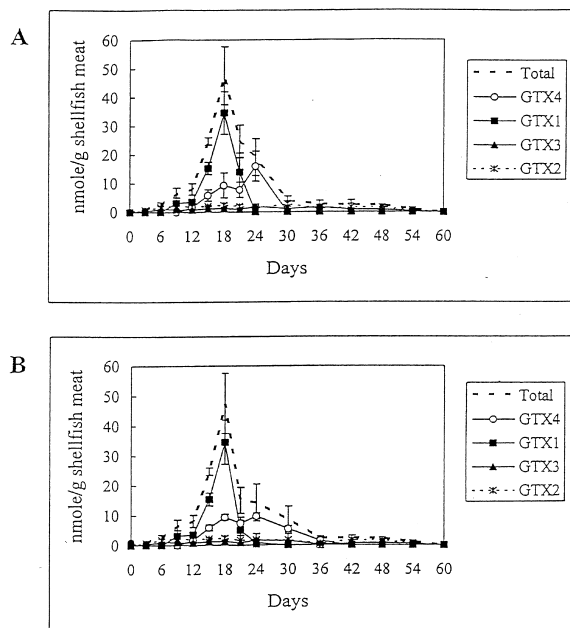 A
nmole/g shellfish meat
60
50
40
30
20
10
0
0 6 12 18 24 30 36 42 48 54 60
Days
Total
GTX4
GTX1
GTX3
GTX2
B
nmole/g shellfish meat
60
50
40
30
20
10
0
0 6 12 18 24 30 36 42 48 54 60
Days
Total
GTX4
GTX1
GTX3
GTX2